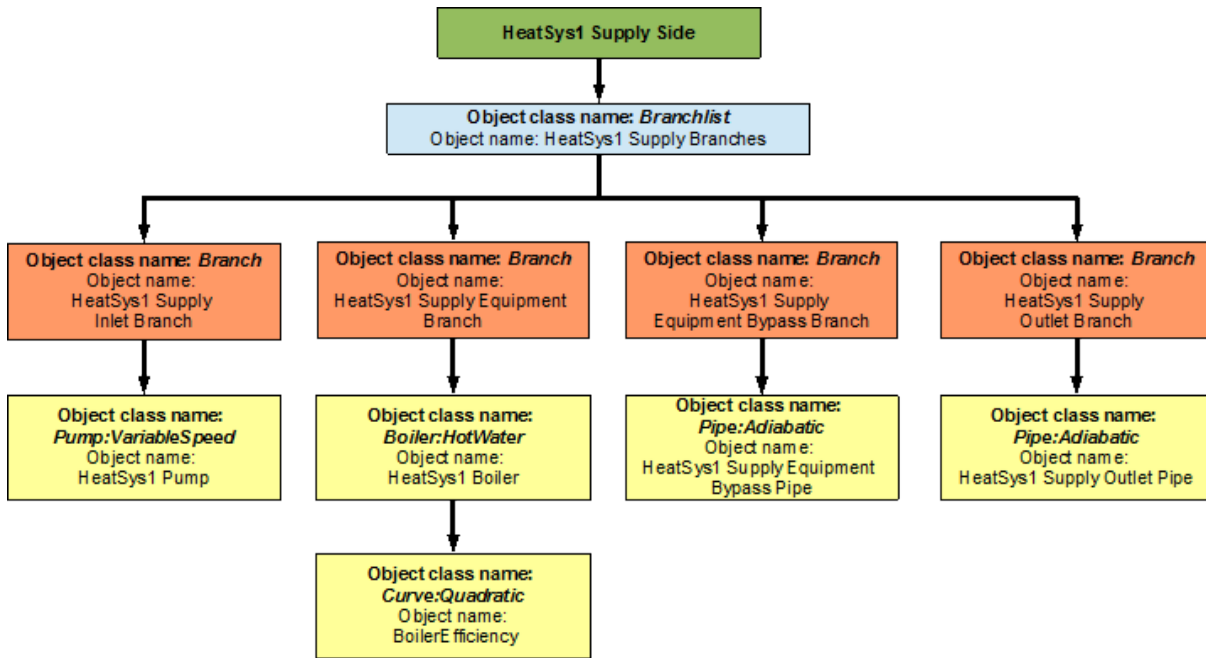 HeatSys1 Supply Side
Object class name: Branchlist
Object name: HeatSys1 Supply Branches
Object class name: Branch
Object name:
HeatSys1 Supply
Inlet Branch
Object class name: Branch
Object name:
HeatSys1 Supply Equipment
Branch
Object class name: Branch
Object name:
HeatSys1 Supply
Equipment Bypass Branch
Object class name: Branch
Object name:
HeatSys1 Supply
Outlet Branch
Object class name:
Pump:VariableSpeed
Object name:
HeatSys1 Pump
Object class name:
Boiler:HotWater
Object name:
HeatSys1 Boiler
Object class name:
Pipe:Adiabatic
Object name:
HeatSys1 Supply Equipment
Bypass Pipe
Object class name:
Pipe:Adiabatic
Object name:
HeatSys1 Supply Outlet Pipe
Object class name:
Curve:Quadratic
Object name:
BoilerEfficiency